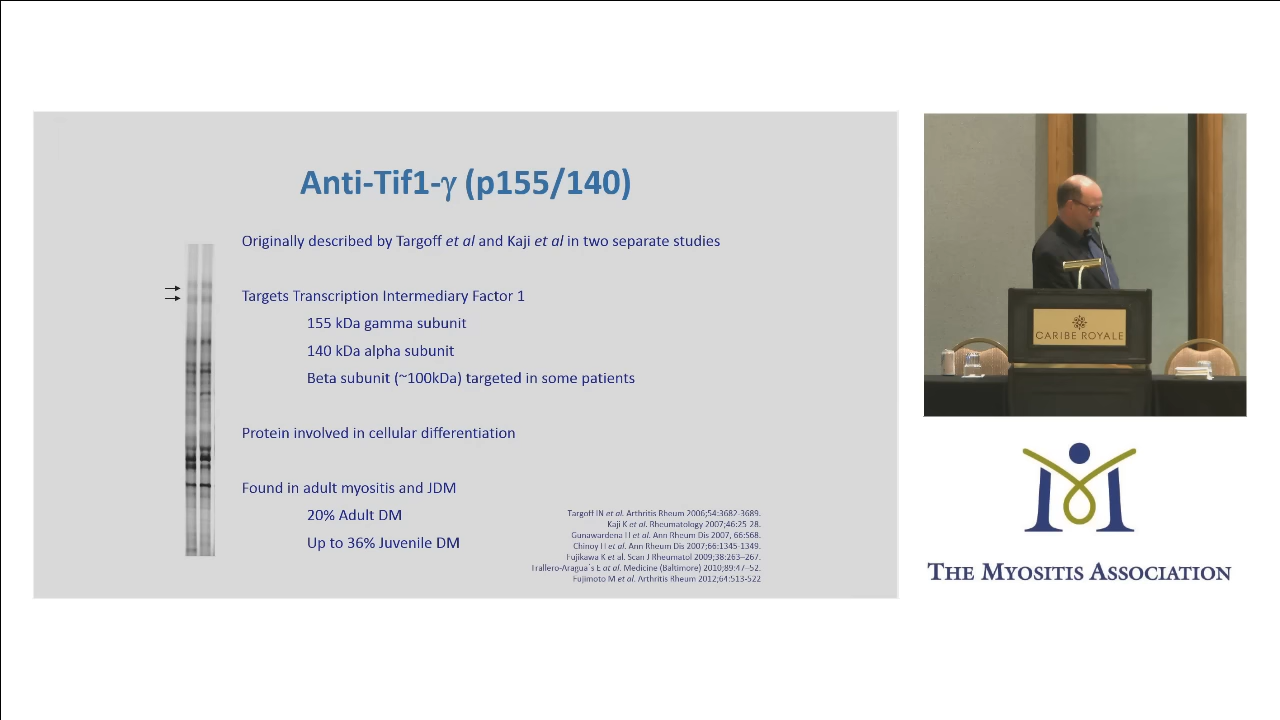 Anti-Tif1-γ (p155/140)
Originally described by Targoff et al and Kaji et al in two separate studies
Targets Transcription Intermediary Factor 1
155 kDa gamma subunit
140 kDa alpha subunit
Beta subunit (~100kDa) targeted in some patients
Protein involved in cellular differentiation
Found in adult myositis and JDM
20% Adult DM
Up to 36% Juvenile DM
Targoff IN et al. Arthritis Rheum 2006;54:3682-3689.
Kaji K et al. Rheumatology 2007;46:25-28.
Gunawardena H et al. Ann Rheum Dis 2007, 66:568.
Chinoy H et al. Ann Rheum Dis 2007;66:1345-1349.
Fujikawa K et al. Scan J Rheumatol 2009;38:263–267.
Trallero-Aragua´s E at al. Medicine (Baltimore) 2010;89:47–52.
Fujimoto M et al. Arthritis Rheum 2012;64:513-522
CARIBE ROYALE
THE MYOSITIS ASSOCIATION